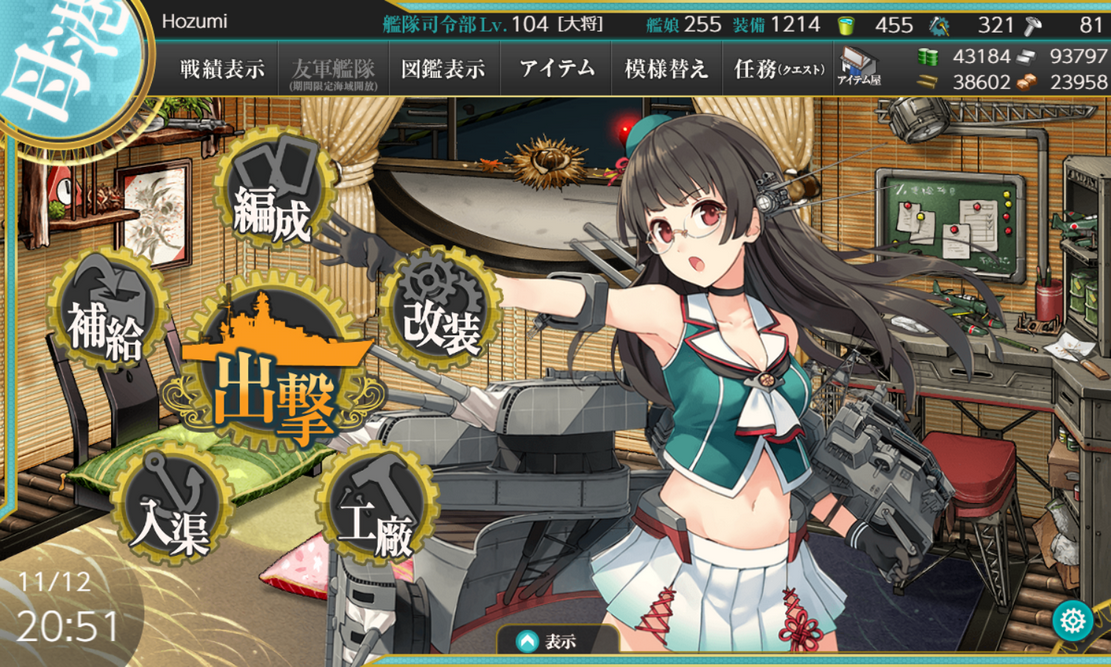 母港
Hozumi
艦隊司令部Lv. 104 [大将]
艦娘 255 装備 1214 455 321 81
戦績表示
友軍艦隊
(期間限定海域開放)
図鑑表示
アイテム
模様替え
任務(クエスト)
アイテム屋
43184 93797
38602 23958
編成
補給
改装
出撃
入渠
工廠
11/12
20:51
表示